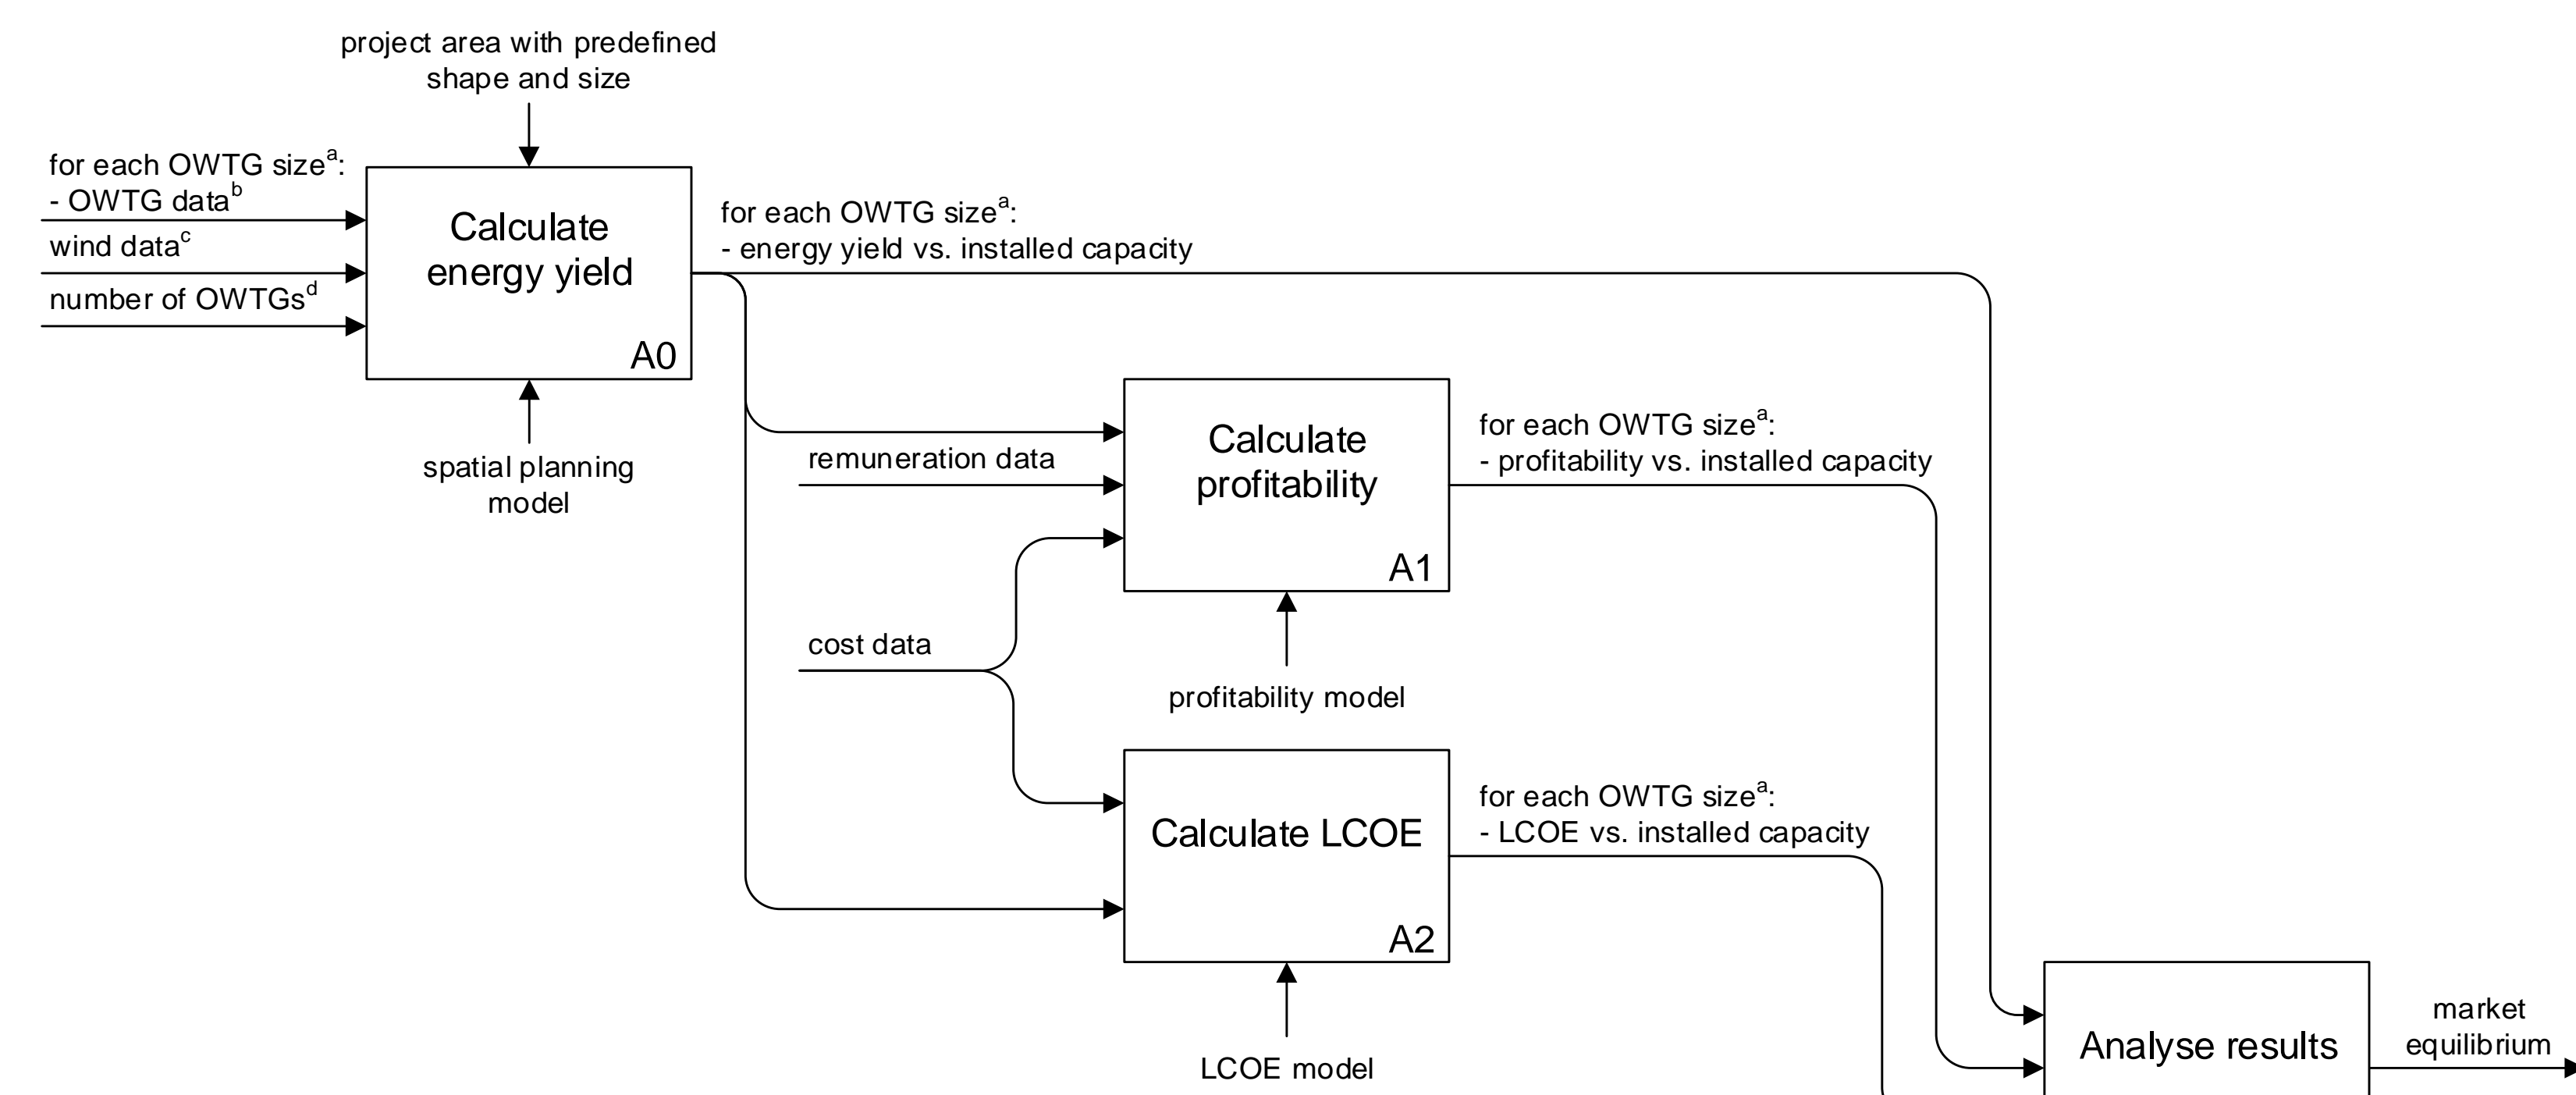 project area with predefined
shape and size
for each OWTG sizeᵃ:
- OWTG dataᵇ
wind dataᶜ
number of OWTGsᵈ
Calculate
energy yield
A0
spatial planning
model
for each OWTG sizeᵃ:
- energy yield vs. installed capacity
remuneration data
cost data
Calculate
profitability
A1
profitability model
for each OWTG sizeᵃ:
- profitability vs. installed capacity
Calculate LCOE
A2
LCOE model
for each OWTG sizeᵃ:
- LCOE vs. installed capacity
Analyse results
market
equilibrium